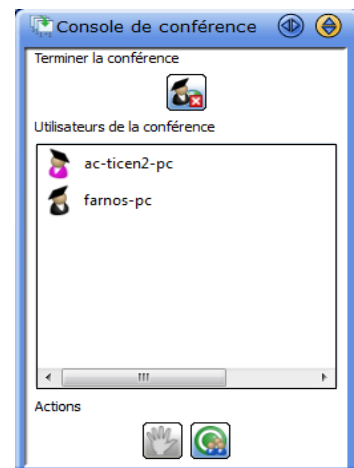 Console de conférence
Terminer la conférence
Utilisateurs de la conférence
ac-ticen2-pc
farnos-pc
Actions